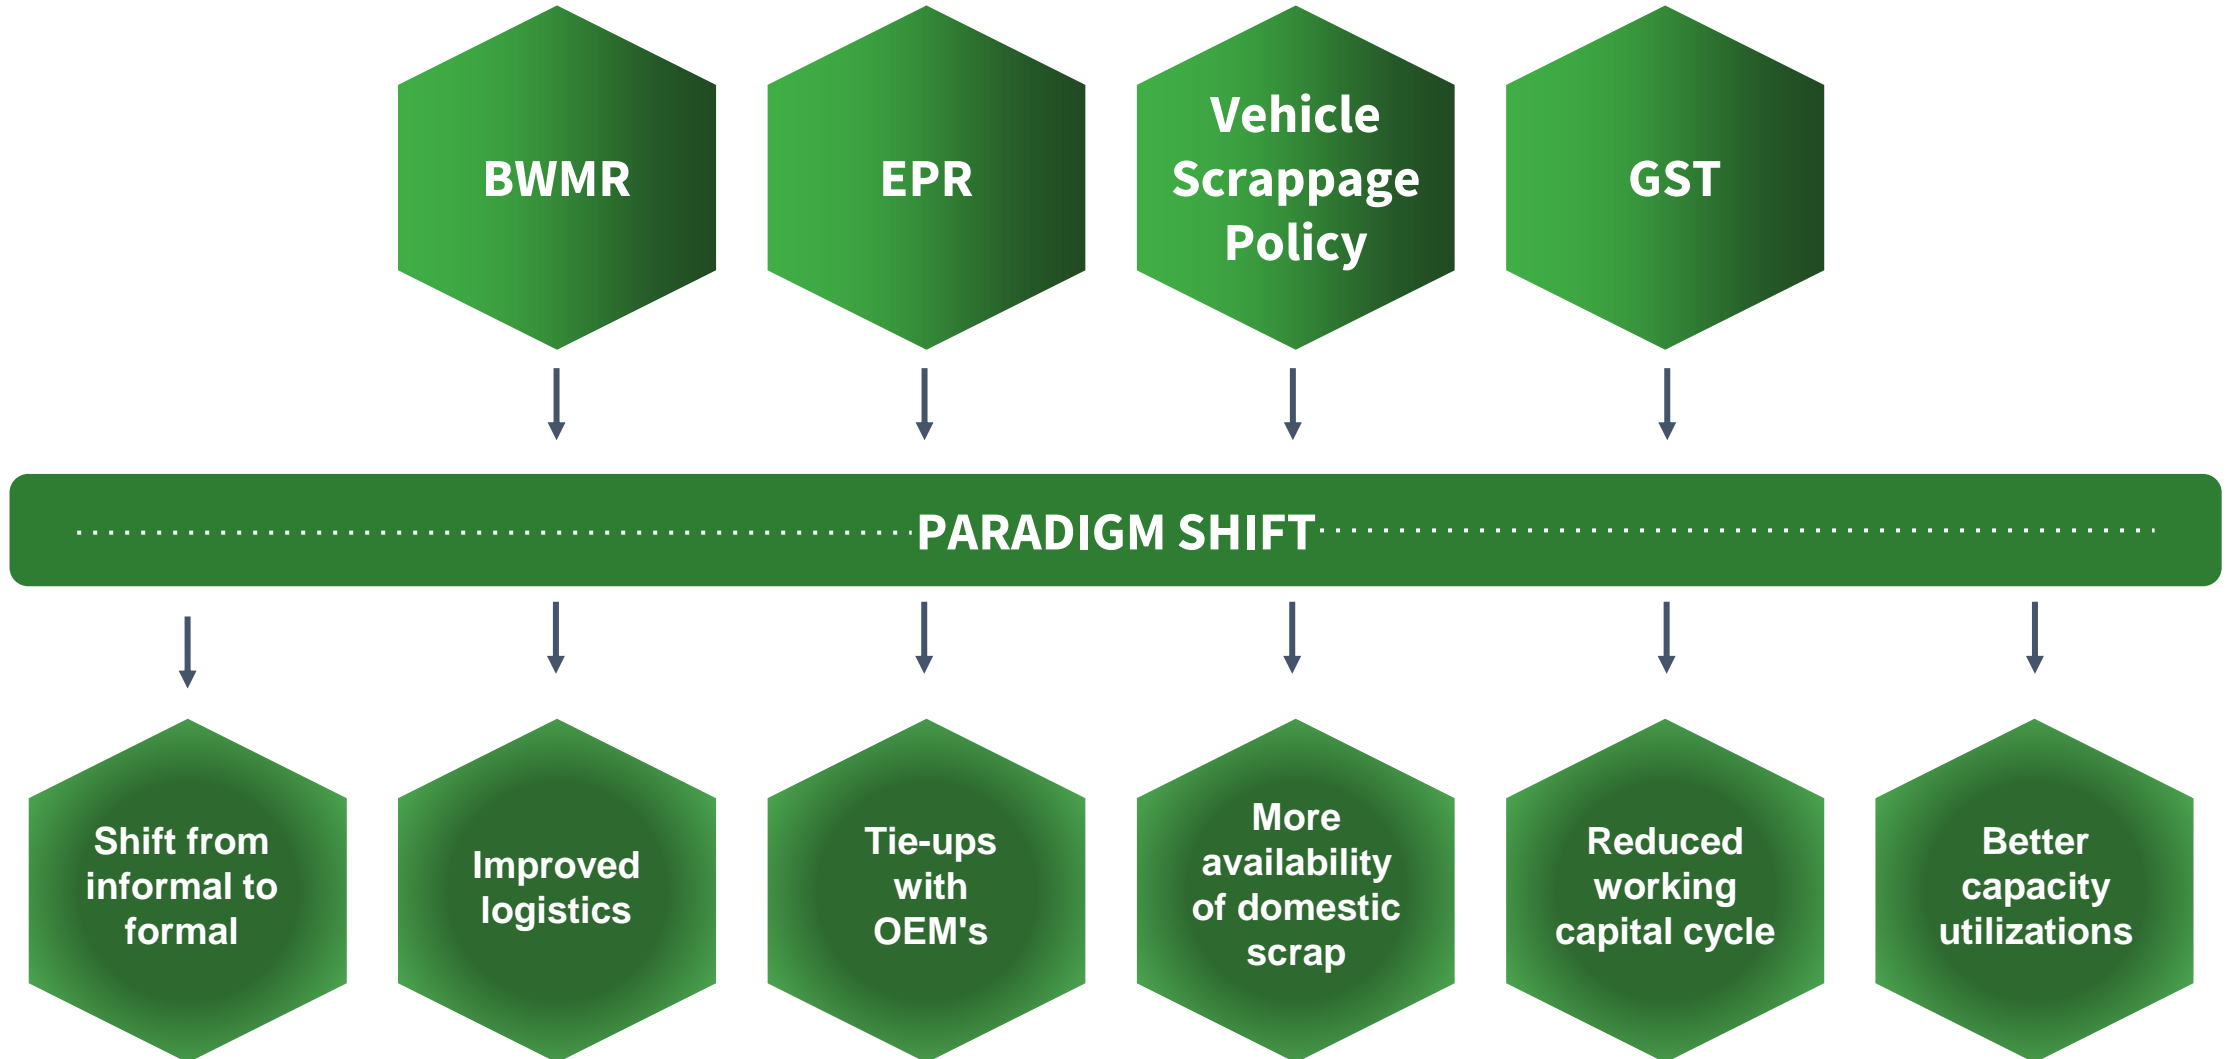 BWMR
EPR
Vehicle
Scrappage
Policy
GST
PARADIGM SHIFT
Shift from
informal to
formal
Improved
logistics
Tie-ups
with
OEM's
More
availability
of domestic
scrap
Reduced
working
capital cycle
Better
capacity
utilizations